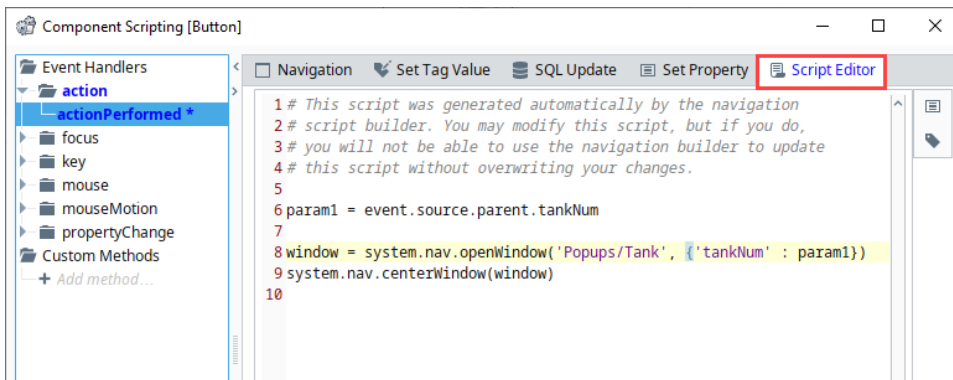 Component Scripting [Button]
Event Handlers
action
actionPerformed *
focus
key
mouse
mouseMotion
propertyChange
Custom Methods
Add method...
Navigation Set Tag Value SQL Update Set Property Script Editor
1 # This script was generated automatically by the navigation
2 # script builder. You may modify this script, but if you do,
3 # you will not be able to use the navigation builder to update
4 # this script without overwriting your changes.
5
6 param1 = event.source.parent.tankNum
7
8 window = system.nav.openWindow('Popups/Tank', {'tankNum' : param1})
9 system.nav.centerWindow(window)
10